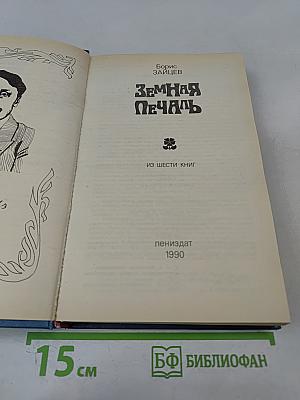 Борис
ЗАЙЦЕВ
ЗЕМНАЯ
ПЕЧАЛЬ
ИЗ ШЕСТИ КНИГ
лениздат
1990
15 см
БФ БИБЛИОФАН